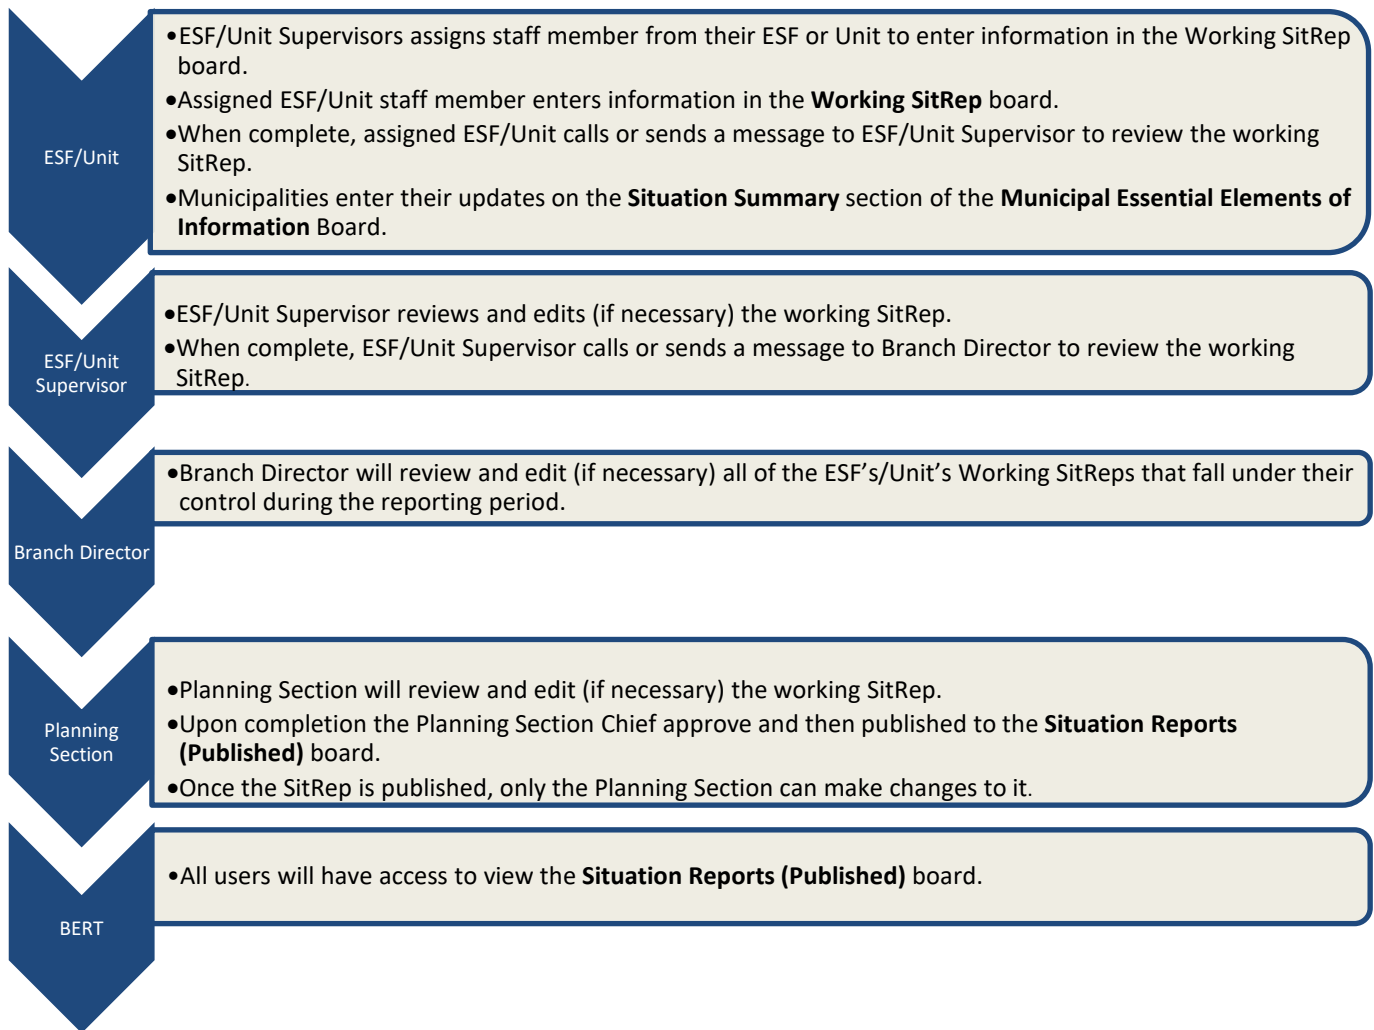 ESF/Unit
•ESF/Unit Supervisors assigns staff member from their ESF or Unit to enter information in the Working SitRep
board.
•Assigned ESF/Unit staff member enters information in the Working SitRep board.
•When complete, assigned ESF/Unit calls or sends a message to ESF/Unit Supervisor to review the working
SitRep.
•Municipalities enter their updates on the Situation Summary section of the Municipal Essential Elements of
Information Board.
ESF/Unit
Supervisor
•ESF/Unit Supervisor reviews and edits (if necessary) the working SitRep.
•When complete, ESF/Unit Supervisor calls or sends a message to Branch Director to review the working
SitRep.
Branch Director
•Branch Director will review and edit (if necessary) all of the ESF’s/Unit’s Working SitReps that fall under their
control during the reporting period.
Planning
Section
•Planning Section will review and edit (if necessary) the working SitRep.
•Upon completion the Planning Section Chief approve and then published to the Situation Reports
(Published) board.
•Once the SitRep is published, only the Planning Section can make changes to it.
BERT
•All users will have access to view the Situation Reports (Published) board.